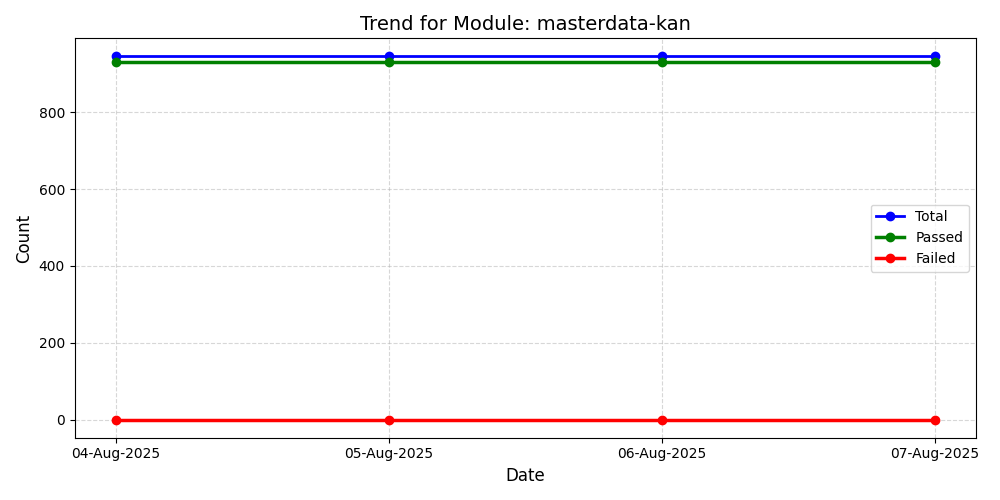 Trend for Module: masterdata-kan
Count
800
600
400
200
0
Total
Passed
Failed
04-Aug-2025
05-Aug-2025
06-Aug-2025
07-Aug-2025
Date